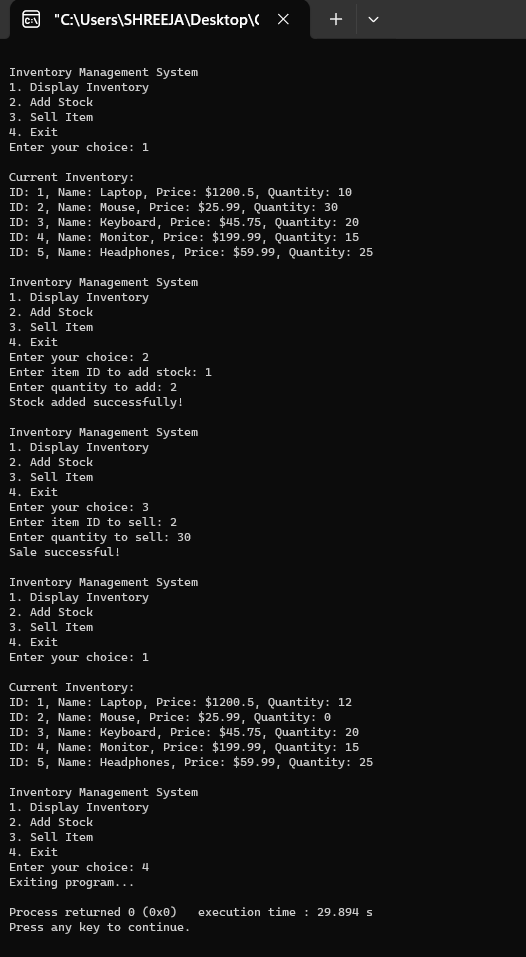 "C:\Users\SHREEJA\Desktop\C
Inventory Management System
1. Display Inventory
2. Add Stock
3. Sell Item
4. Exit
Enter your choice: 1
Current Inventory:
ID: 1, Name: Laptop, Price: $1200.5, Quantity: 10
ID: 2, Name: Mouse, Price: $25.99, Quantity: 30
ID: 3, Name: Keyboard, Price: $45.75, Quantity: 20
ID: 4, Name: Monitor, Price: $199.99, Quantity: 15
ID: 5, Name: Headphones, Price: $59.99, Quantity: 25
Inventory Management System
1. Display Inventory
2. Add Stock
3. Sell Item
4. Exit
Enter your choice: 2
Enter item ID to add stock: 1
Enter quantity to add: 2
Stock added successfully!
Inventory Management System
1. Display Inventory
2. Add Stock
3. Sell Item
4. Exit
Enter your choice: 3
Enter item ID to sell: 2
Enter quantity to sell: 30
Sale successful!
Inventory Management System
1. Display Inventory
2. Add Stock
3. Sell Item
4. Exit
Enter your choice: 1
Current Inventory:
ID: 1, Name: Laptop, Price: $1200.5, Quantity: 12
ID: 2, Name: Mouse, Price: $25.99, Quantity: 0
ID: 3, Name: Keyboard, Price: $45.75, Quantity: 20
ID: 4, Name: Monitor, Price: $199.99, Quantity: 15
ID: 5, Name: Headphones, Price: $59.99, Quantity: 25
Inventory Management System
1. Display Inventory
2. Add Stock
3. Sell Item
4. Exit
Enter your choice: 4
Exiting program...
Process returned 0 (0x0)   execution time : 29.894 s
Press any key to continue.